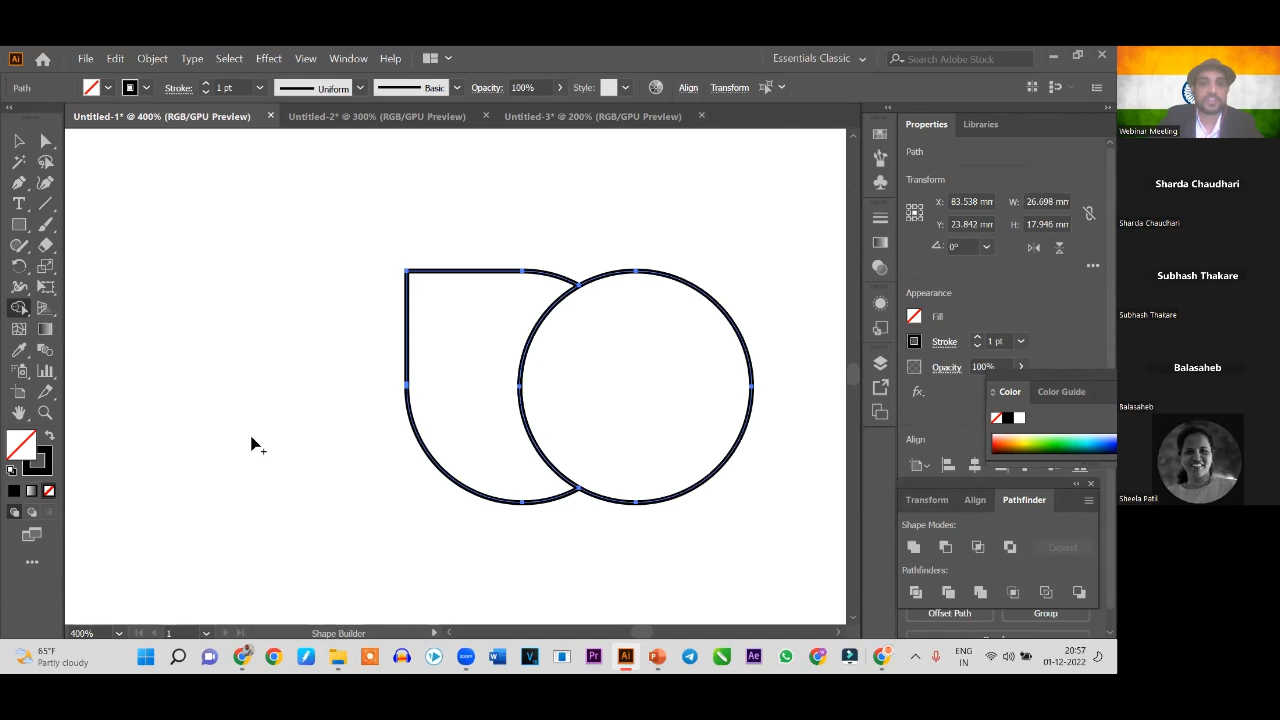 Ai File Edit Object Type Select Effect View Window Help Essentials Classic Search Adobe Stock
Path Stroke: 1 pt Uniform Basic Opacity: 100% Style: Align Transform
Untitled-1* @ 400% (RGB/GPU Preview) Untitled-2* @ 300% (RGB/GPU Preview) Untitled-3* @ 200% (RGB/GPU Preview)
Properties Libraries
Path
Transform
X: 83.538 mm W: 26.698 mm
Y: 23.842 mm H: 17.946 mm
0°
Appearance
Fill
Stroke 1 pt
Opacity 100%
fx.
Color Color Guide
Align
Transform Align Pathfinder
Shape Modes:
Expand
Pathfinders:
Offset Path Group
400% 1 Shape Builder
Webinar Meeting
Sharda Chaudhari
Sharda Chaudhari
Subhash Thakare
Subhash Thakare
Balasaheb
Balasaheb
Sheela Patil
65°F
Partly cloudy
zoom
W
V
Pr
Ai
P
Ae
ENG
IN
20:57
01-12-2022